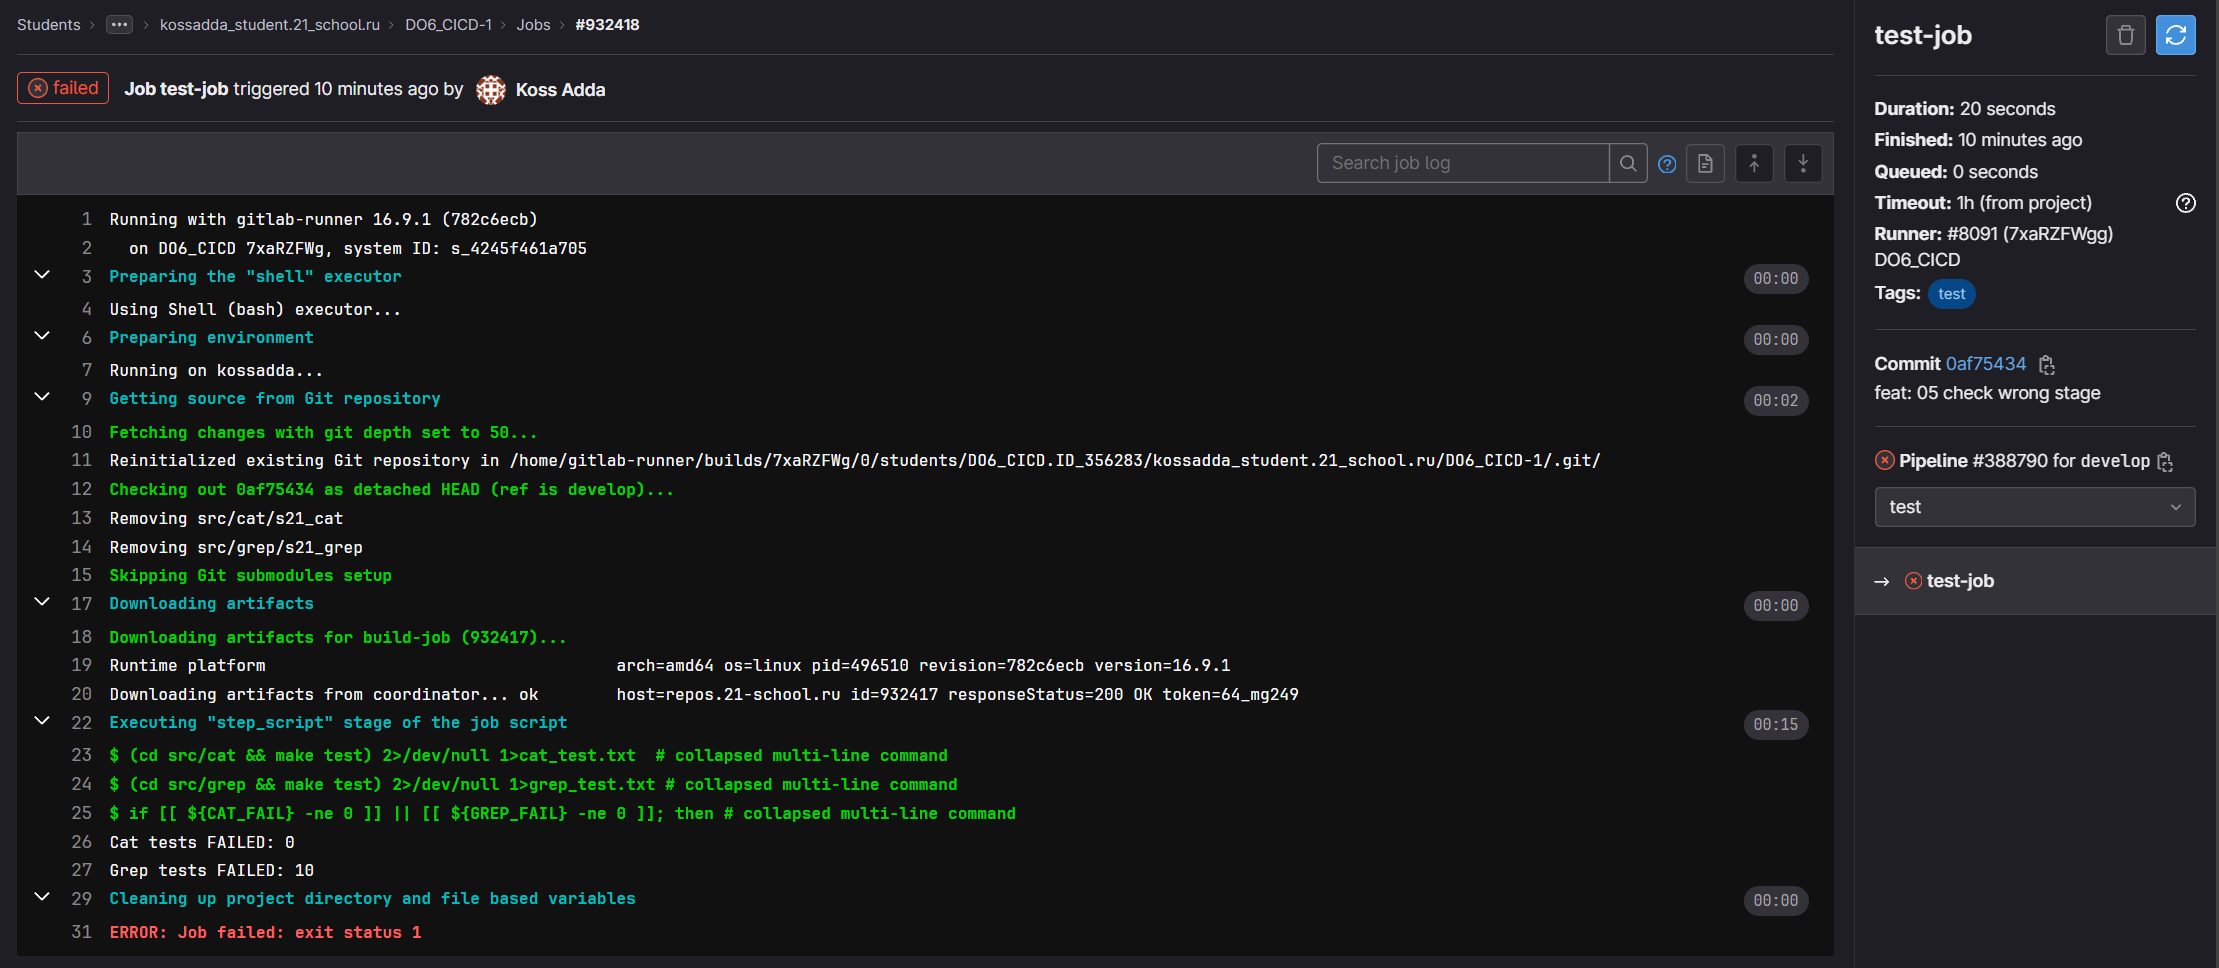 Students > ... > kossadda_student.21_school.ru > DO6_CICD-1 > Jobs > #932418
failed Job test-job triggered 10 minutes ago by Koss Adda
Search job log
1 Running with gitlab-runner 16.9.1 (782c6ecb)
2 on DO6_CICD 7xaRZFWg, system ID: s_4245f461a705
3 Preparing the "shell" executor 00:00
4 Using Shell (bash) executor...
6 Preparing environment 00:00
7 Running on kossadda...
9 Getting source from Git repository 00:02
10 Fetching changes with git depth set to 50...
11 Reinitialized existing Git repository in /home/gitlab-runner/builds/7xaRZFWg/0/students/DO6_CICD.ID_356283/kossadda_student.21_school.ru/DO6_CICD-1/.git/
12 Checking out 0af75434 as detached HEAD (ref is develop)...
13 Removing src/cat/s21_cat
14 Removing src/grep/s21_grep
15 Skipping Git submodules setup
17 Downloading artifacts 00:00
18 Downloading artifacts for build-job (932417)...
19 Runtime platform arch=amd64 os=linux pid=496510 revision=782c6ecb version=16.9.1
20 Downloading artifacts from coordinator... ok host=repos.21-school.ru id=932417 responseStatus=200 OK token=64_mg249
22 Executing "step_script" stage of the job script 00:15
23 $ (cd src/cat && make test) 2>/dev/null 1>cat_test.txt # collapsed multi-line command
24 $ (cd src/grep && make test) 2>/dev/null 1>grep_test.txt # collapsed multi-line command
25 $ if [[ ${CAT_FAIL} -ne 0 ]] || [[ ${GREP_FAIL} -ne 0 ]]; then # collapsed multi-line command
26 Cat tests FAILED: 0
27 Grep tests FAILED: 10
29 Cleaning up project directory and file based variables 00:00
31 ERROR: Job failed: exit status 1
test-job
Duration: 20 seconds
Finished: 10 minutes ago
Queued: 0 seconds
Timeout: 1h (from project)
Runner: #8091 (7xaRZFWgg)
DO6_CICD
Tags: test
Commit 0af75434
feat: 05 check wrong stage
Pipeline #388790 for develop
test
→ test-job